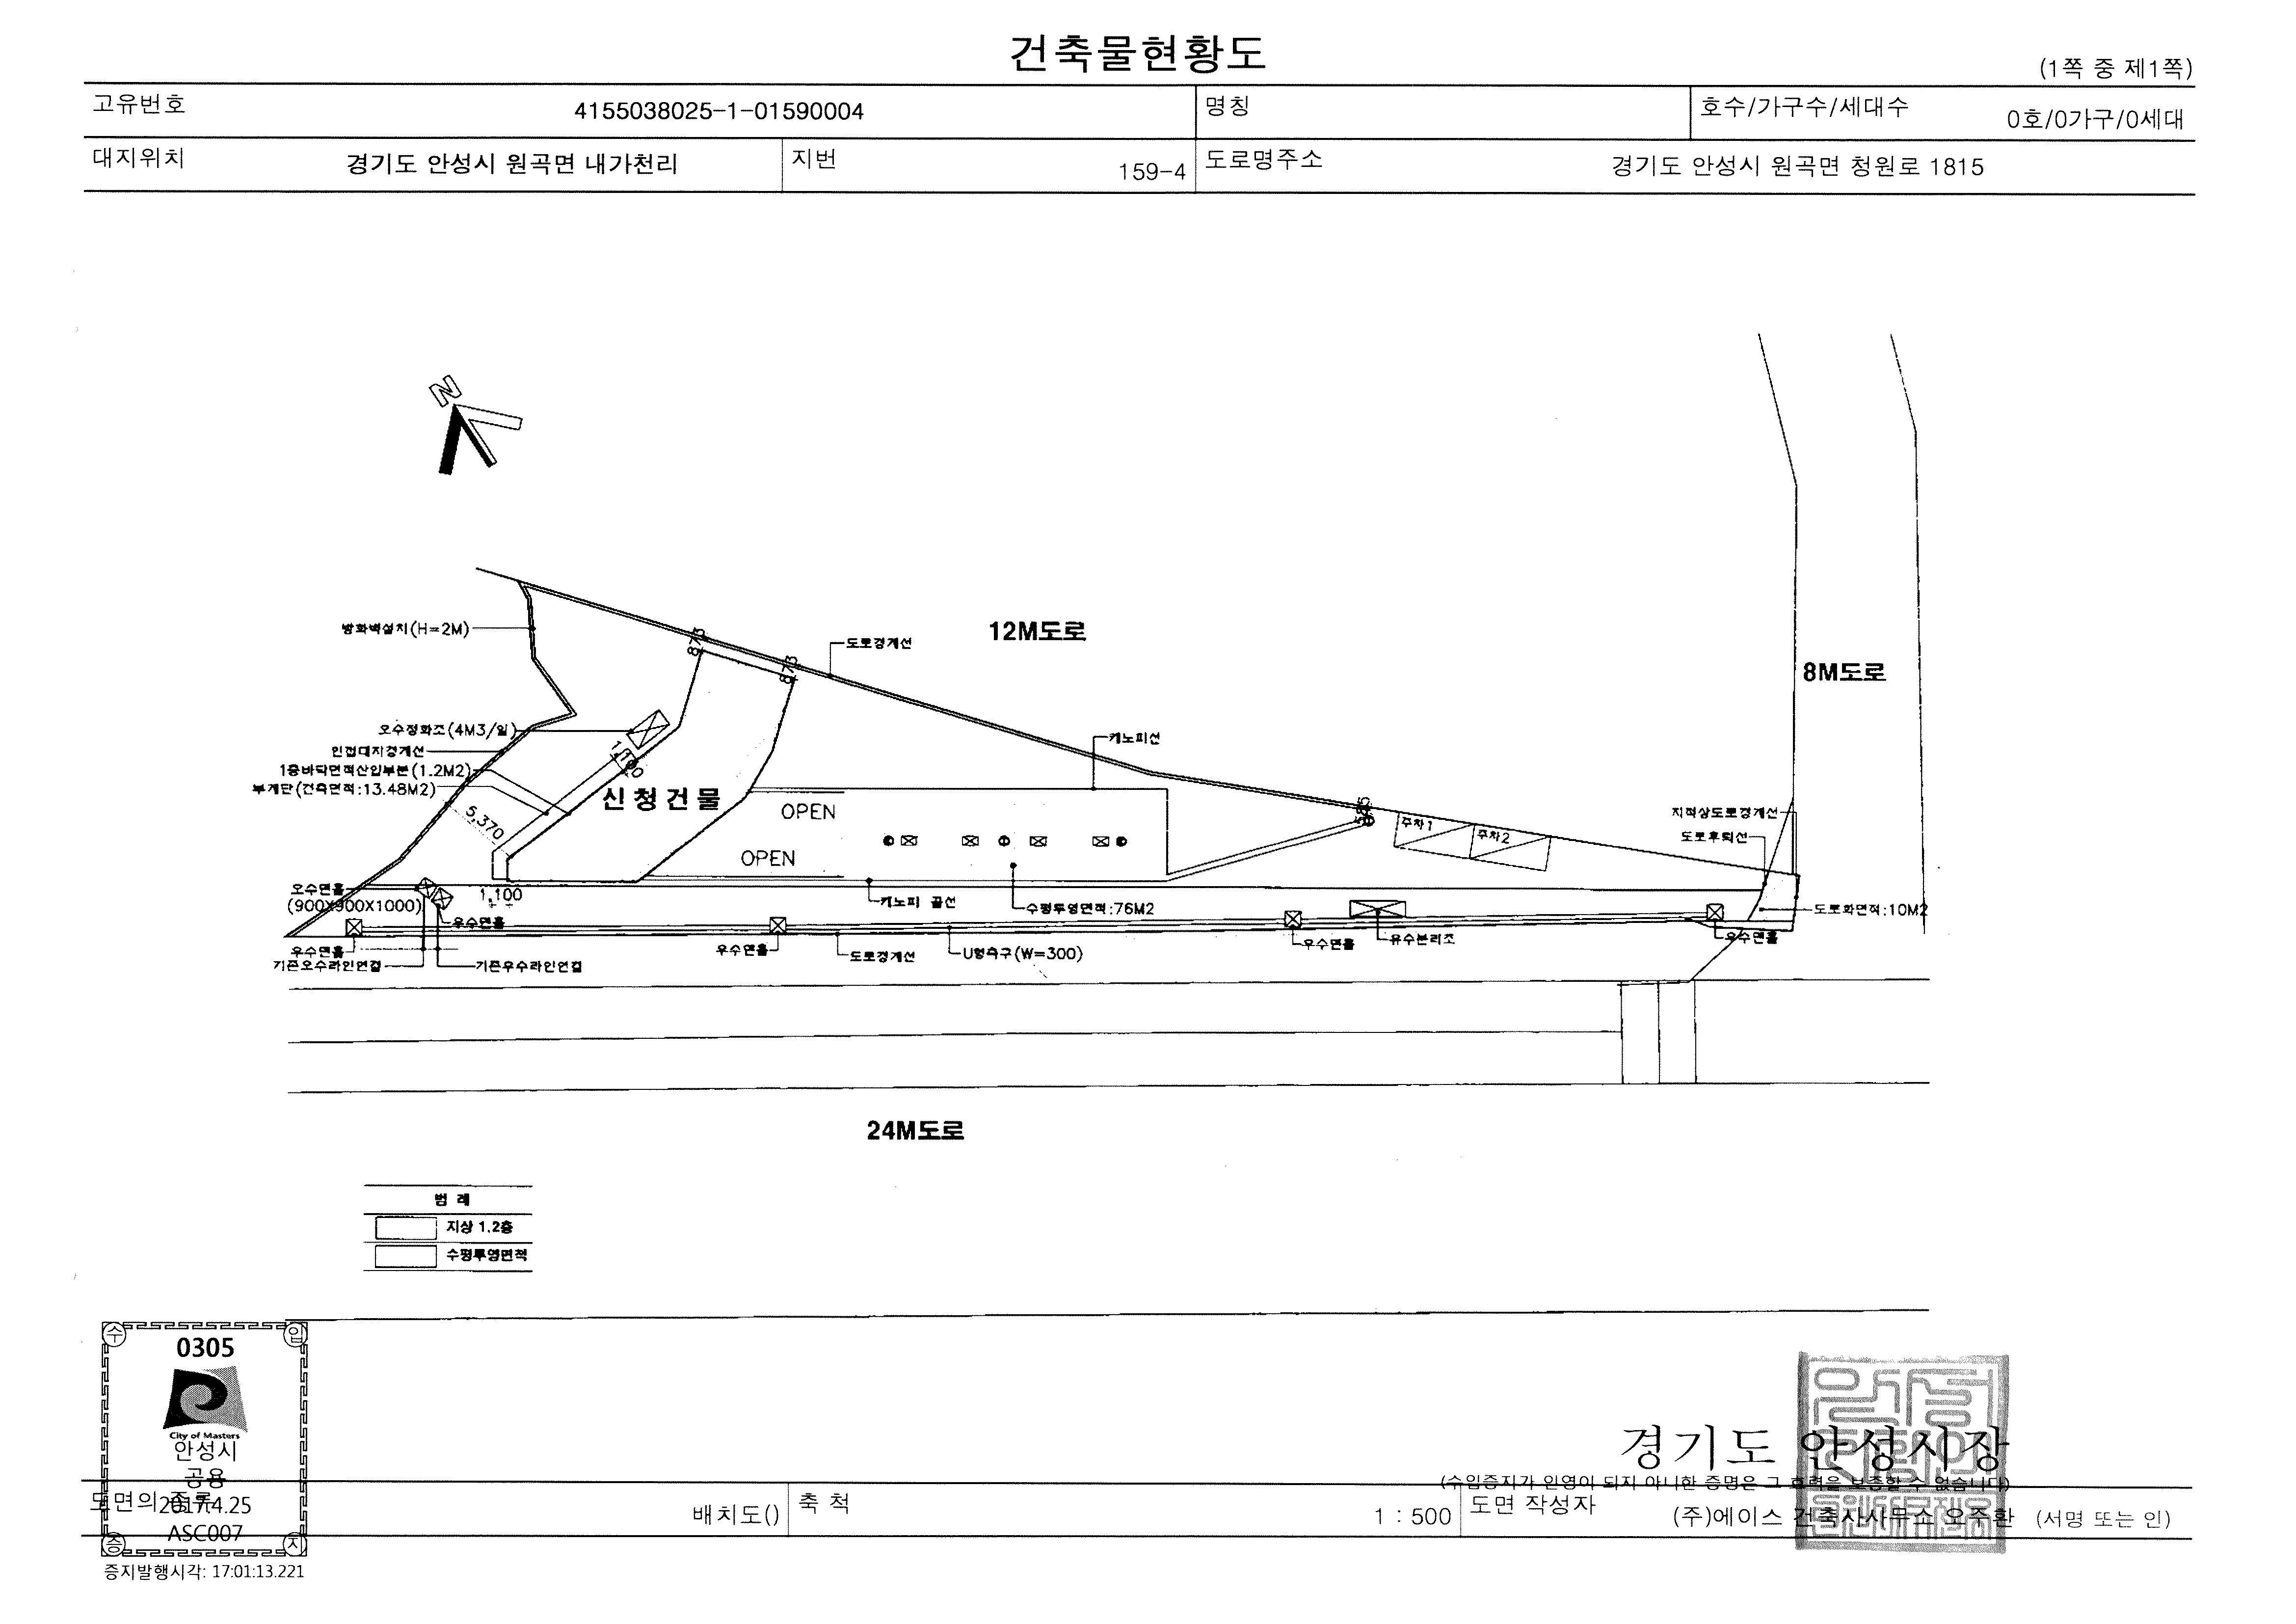 건축물현황도
(1쪽 중 제1쪽)
고유번호 4155038025-1-01590004 명칭 호수/가구수/세대수 0호/0가구/0세대
대지위치 경기도 안성시 원곡면 내가천리 지번 159-4 도로명주소 경기도 안성시 원곡면 청원로 1815
N
방화벽설치(H=2M)
875
875
도로경계선
12M도로
8M도로
오수정화조(4M3/일)
인접대지경계선
1층바닥면적산입부분(1.2M2)
부계단(건축면적:13.48M2)
1,100
5,370
신청건물
캐노피선
OPEN
OPEN
주차1
주차2
지적상도로경계선
도로후퇴선
오수맨홀
(900X900X1000)
1,100
우수맨홀
캐노피 골선
수평투영면적:76M2
도로화면적:10M2
우수맨홀
우수맨홀
도로경계선
U형측구(W=300)
우수맨홀
유수분리조
우수맨홀
기존오수라인연결
기존우수라인연결
24M도로
범 례
지상 1,2층
수평투영면적
수 입
0305
City of Masters
안성시
공용
2017.4.25
ASC007
증 지
증지발행시각: 17:01:13.221
경기도 안성시장
(수입증지가 인영이 되지 아니한 증명은 그 효력을 보증할 수 없습니다)
도면의 종류 배치도() 축 척 1 : 500 도면 작성자 (주)에이스 건축사사무소 오주환 (서명 또는 인)